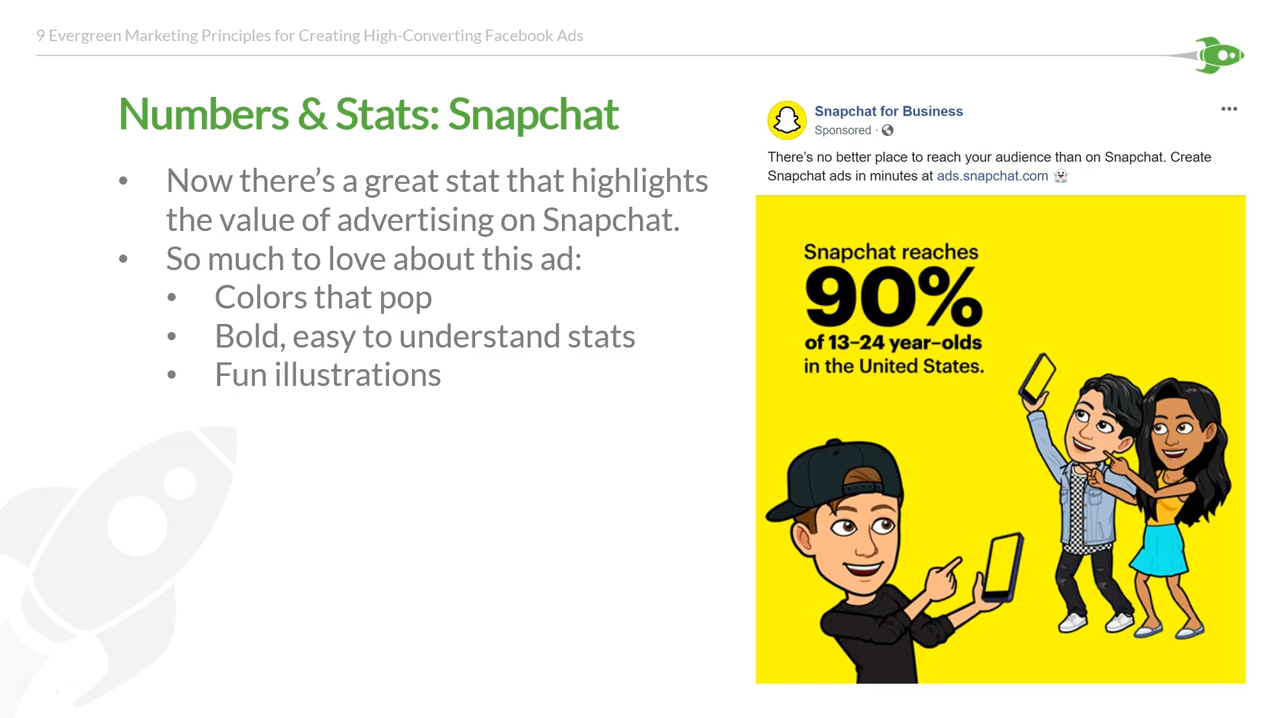 9 Evergreen Marketing Principles for Creating High-Converting Facebook Ads
Numbers & Stats: Snapchat
• Now there's a great stat that highlights
the value of advertising on Snapchat.
• So much to love about this ad:
• Colors that pop
• Bold, easy to understand stats
• Fun illustrations
Snapchat for Business
Sponsored ·
There's no better place to reach your audience than on Snapchat. Create
Snapchat ads in minutes at ads.snapchat.com 👻
Snapchat reaches
90%
of 13–24 year–olds
in the United States.